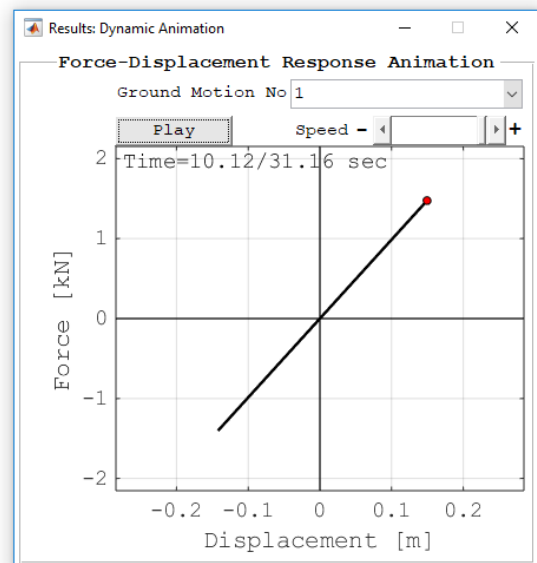 Results: Dynamic Animation
Force-Displacement Response Animation
Ground Motion No 1
Play Speed - +
Time=10.12/31.16 sec
2
1
0
-1
-2
Force [kN]
-0.2 -0.1 0 0.1 0.2
Displacement [m]